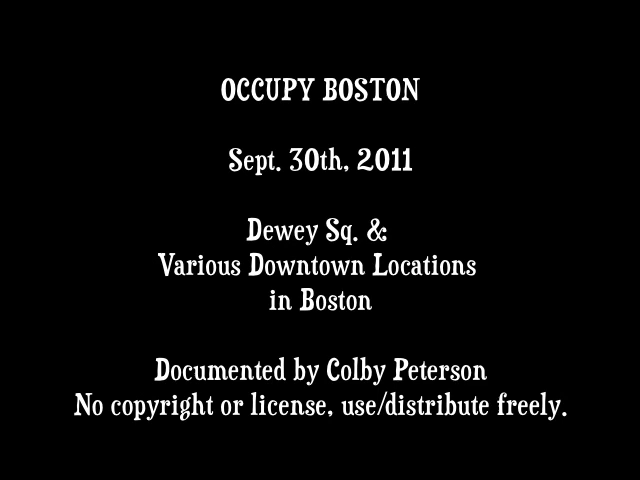 OCCUPY BOSTON
Sept. 30th, 2011
Dewey Sq. &
Various Downtown Locations
in Boston
Documented by Colby Peterson
No copyright or license, use/distribute freely.